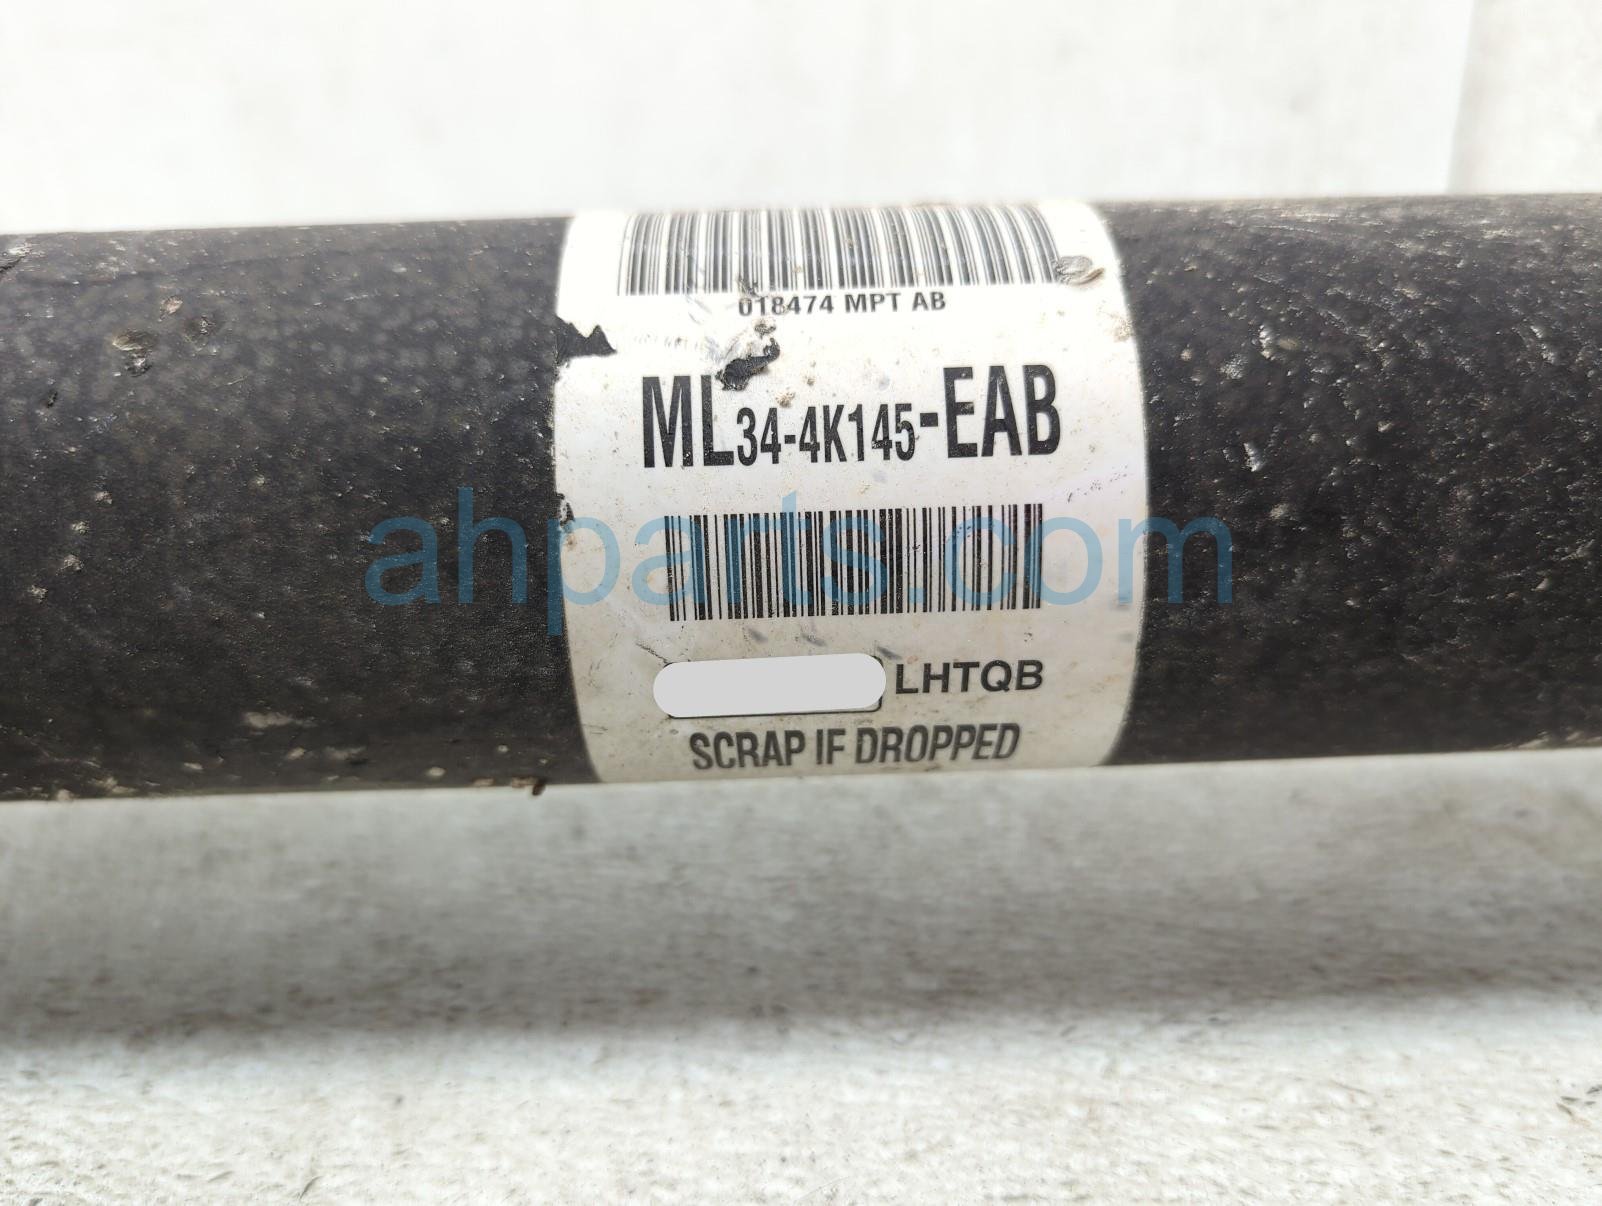 018474 MPT AB
ML34-4K145-EAB
ahparts.com
LHTQB
SCRAP IF DROPPED